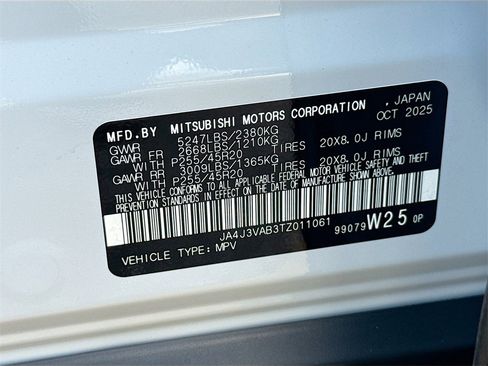 MFD.BY MITSUBISHI MOTORS CORPORATION, JAPAN
GVWR 5247LBS/2380KG OCT 2025
GAWR FR 2668LBS/1210KG
WITH P255/45R20 TIRES 20X8.0J RIMS
GAWR RR 3009LBS/1365KG
WITH P255/45R20 TIRES 20X8.0J RIMS
THIS VEHICLE CONFORMS TO ALL APPLICABLE FEDERAL MOTOR VEHICLE SAFETY AND THEFT
PREVENTION STANDARDS IN EFFECT ON THE DATE OF MANUFACTURE SHOWN ABOVE.
JA4J3VAB3TZ011061
VEHICLE TYPE: MPV 99079 W25 0P